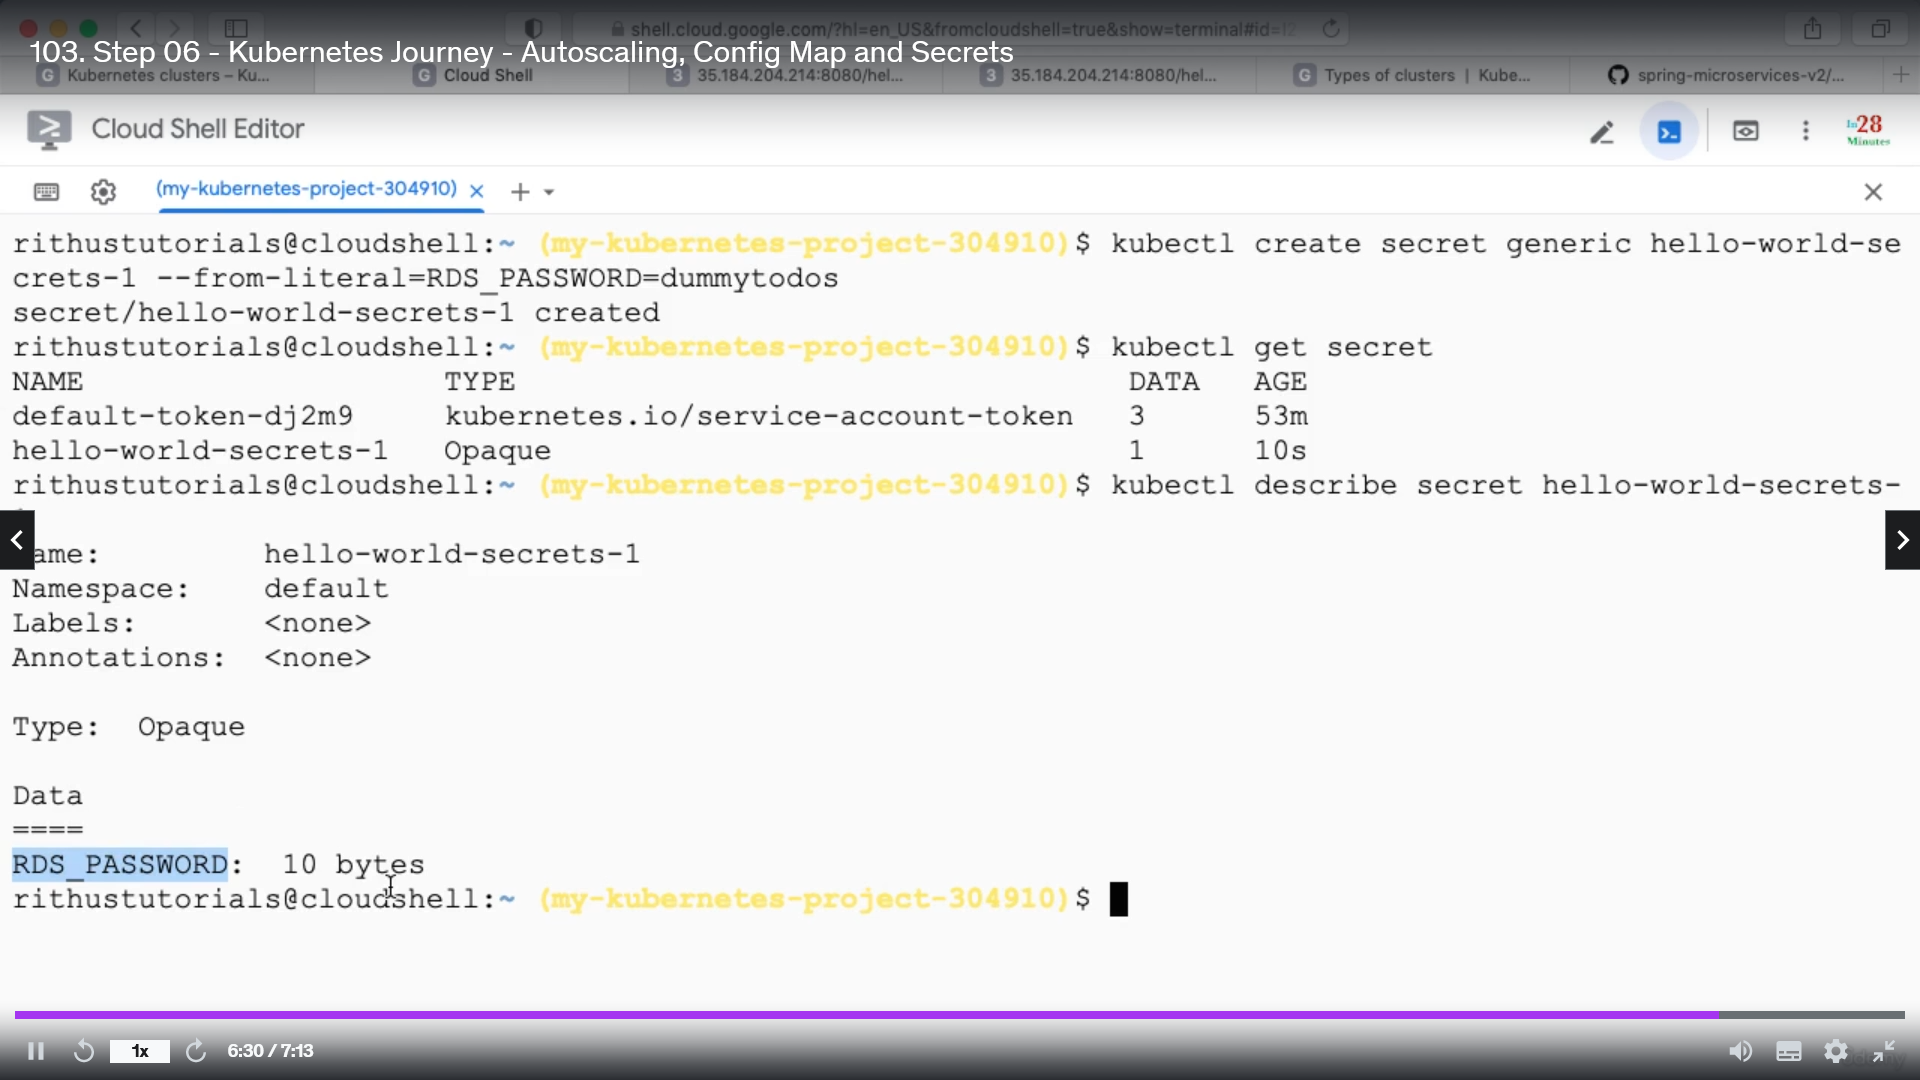 shell.cloud.google.com/?hl=en_US&fromcloudshell=true&show=terminal#id=I2
103. Step 06 - Kubernetes Journey - Autoscaling, Config Map and Secrets
Kubernetes clusters – Ku...
Cloud Shell
35.184.204.214:8080/hel...
35.184.204.214:8080/hel...
Types of clusters | Kube...
spring-microservices-v2/...
Cloud Shell Editor
In 28 Minutes
(my-kubernetes-project-304910)
rithustutorials@cloudshell:~ (my-kubernetes-project-304910)$ kubectl create secret generic hello-world-se
crets-1 --from-literal=RDS_PASSWORD=dummytodos
secret/hello-world-secrets-1 created
rithustutorials@cloudshell:~ (my-kubernetes-project-304910)$ kubectl get secret
NAME TYPE DATA AGE
default-token-dj2m9 kubernetes.io/service-account-token 3 53m
hello-world-secrets-1 Opaque 1 10s
rithustutorials@cloudshell:~ (my-kubernetes-project-304910)$ kubectl describe secret hello-world-secrets-
ame: hello-world-secrets-1
Namespace: default
Labels: <none>
Annotations: <none>
Type: Opaque
Data
====
RDS_PASSWORD: 10 bytes
rithustutorials@cloudshell:~ (my-kubernetes-project-304910)$
1x
6:30 / 7:13